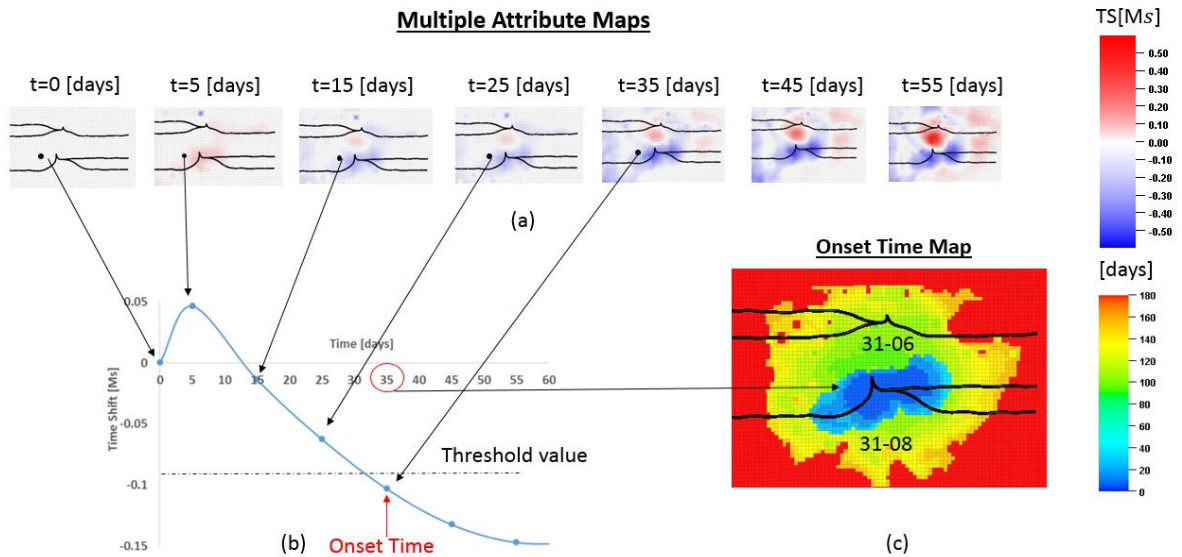 Multiple Attribute Maps
TS[Ms]
t=0 [days]
t=5 [days]
t=15 [days]
t=25 [days]
t=35 [days]
t=45 [days]
t=55 [days]
0.50
0.40
0.30
0.20
0.10
0.00
-0.10
-0.20
-0.30
-0.40
-0.50
(a)
Onset Time Map
[days]
180
160
140
120
100
80
60
40
20
0
31-06
31-08
(c)
0.05
0
-0.05
-0.1
-0.15
Time Shift [Ms]
Time [days]
0 5 10 15 20 25 30 35 40 45 50 55 60
Threshold value
Onset Time
(b)